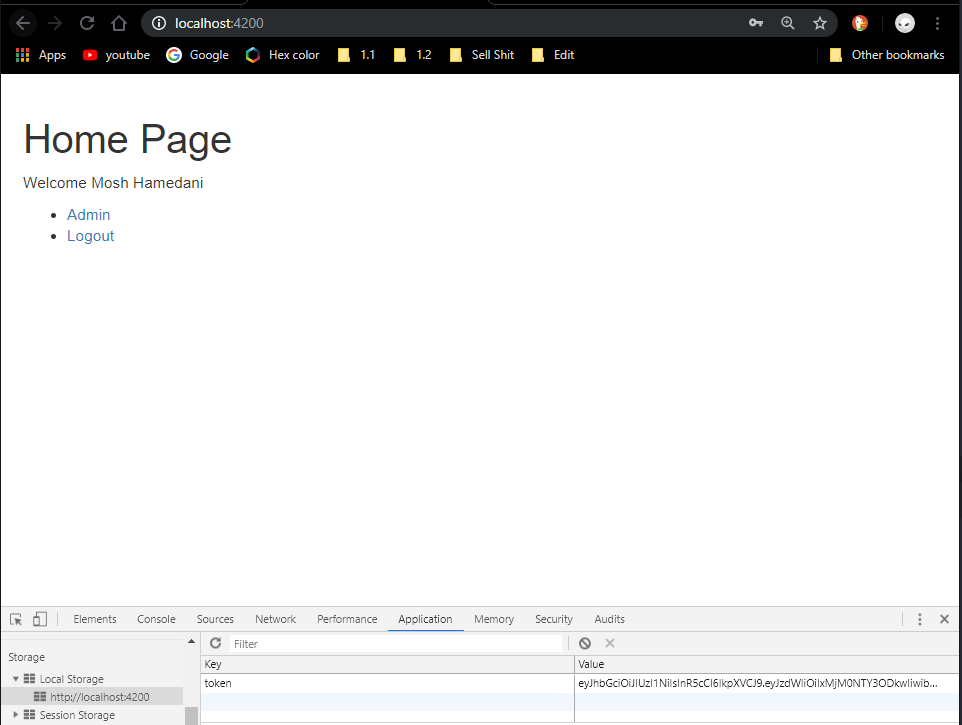 localhost:4200
Apps youtube Google Hex color 1.1 1.2 Sell Shit Edit Other bookmarks
Home Page
Welcome Mosh Hamedani
Admin
Logout
Elements Console Sources Network Performance Application Memory Security Audits
Storage
Filter
Key Value
Local Storage
token eyJhbGciOiJIUzI1NiIsInR5cCI6IkpXVCJ9.eyJzdWIiOiIxMjM0NTY3ODkwIiwib...
http://localhost:4200
Session Storage